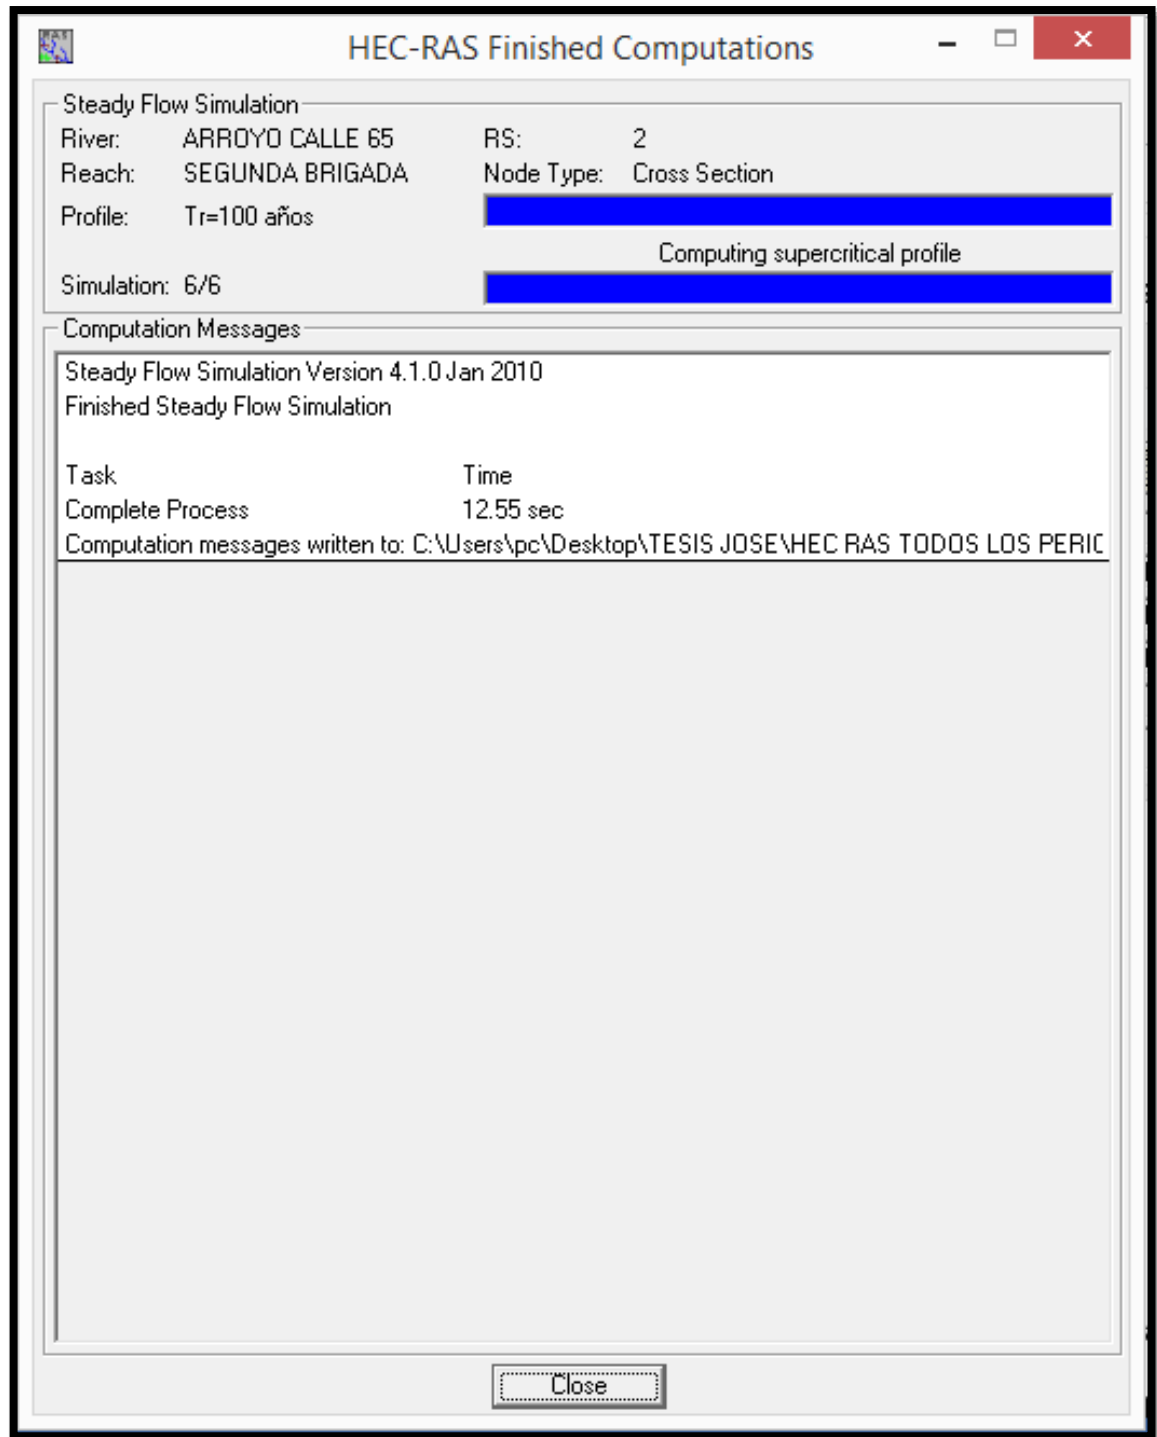 HEC-RAS Finished Computations
Steady Flow Simulation
River: ARROYO CALLE 65 RS: 2
Reach: SEGUNDA BRIGADA Node Type: Cross Section
Profile: Tr=100 años
Computing supercritical profile
Simulation: 6/6
Computation Messages
Steady Flow Simulation Version 4.1.0 Jan 2010
Finished Steady Flow Simulation
Task Time
Complete Process 12.55 sec
Computation messages written to: C:\Users\pc\Desktop\TESIS JOSE\HEC RAS TODOS LOS PERIC
Close